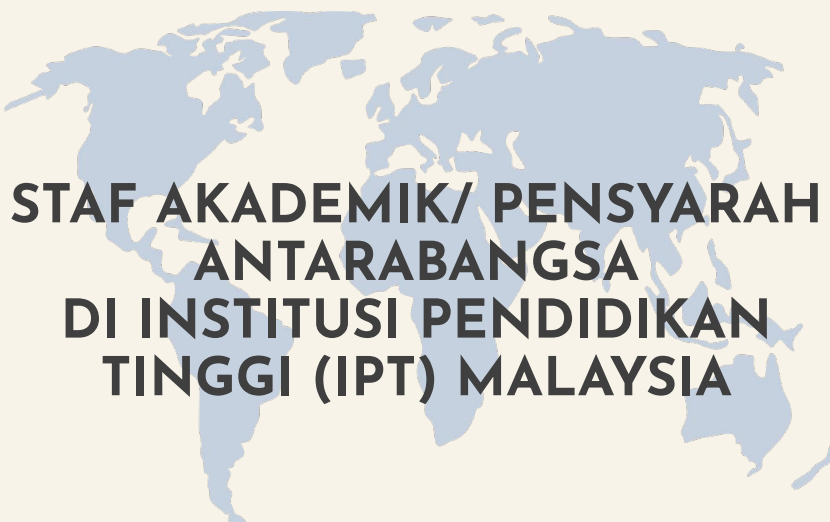 STAF AKADEMIK/ PENSYARAH
ANTARABANGSA
DI INSTITUSI PENDIDIKAN
TINGGI (IPT) MALAYSIA